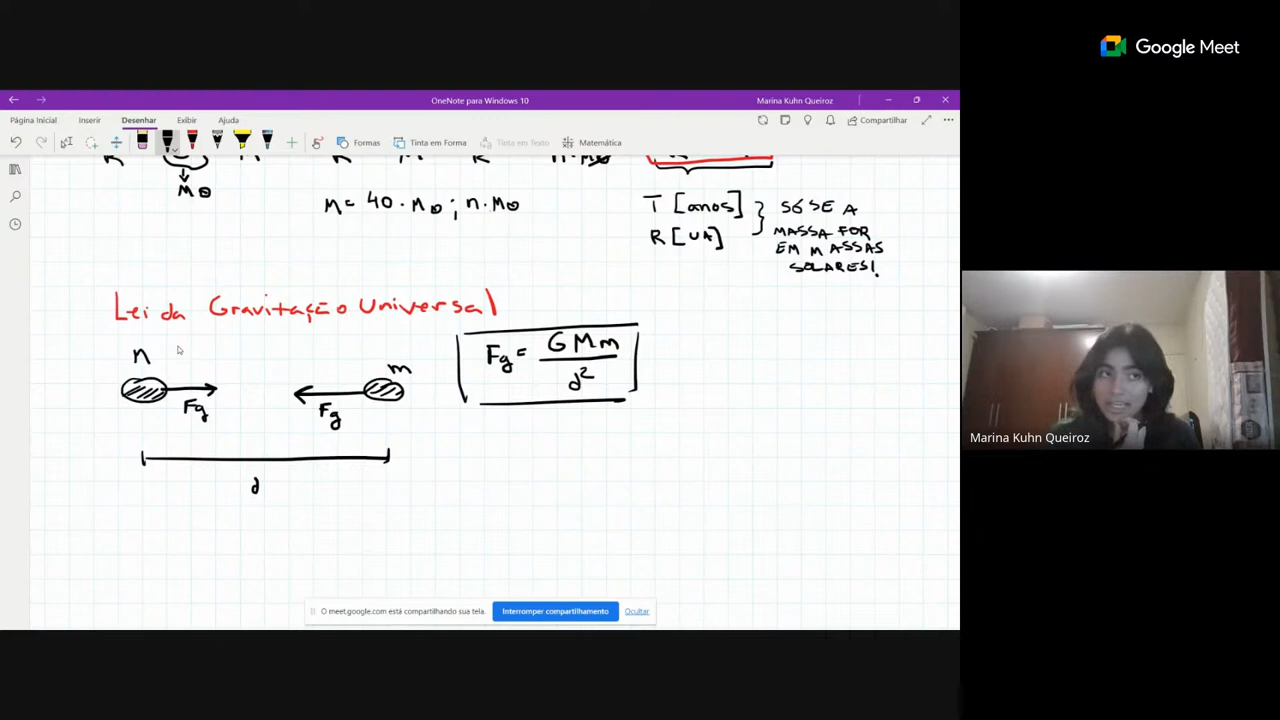 Google Meet
OneNote para Windows 10
Marina Kuhn Queiroz
Página Inicial Inserir Desenhar Exibir Ajuda
Compartilhar
Formas Tinta em Forma Tinta em Texto Matemática
M⊙
M = 40 · M⊙ ; n · M⊙
T [anos]
R [UA]
SÓ SE A
MASSA FOR
EM MASSAS
SOLARES!
Lei da Gravitação Universal
M
m
Fg
Fg
d
Fg = GMm
d²
Marina Kuhn Queiroz
O meet.google.com está compartilhando sua tela. Interromper compartilhamento Ocultar